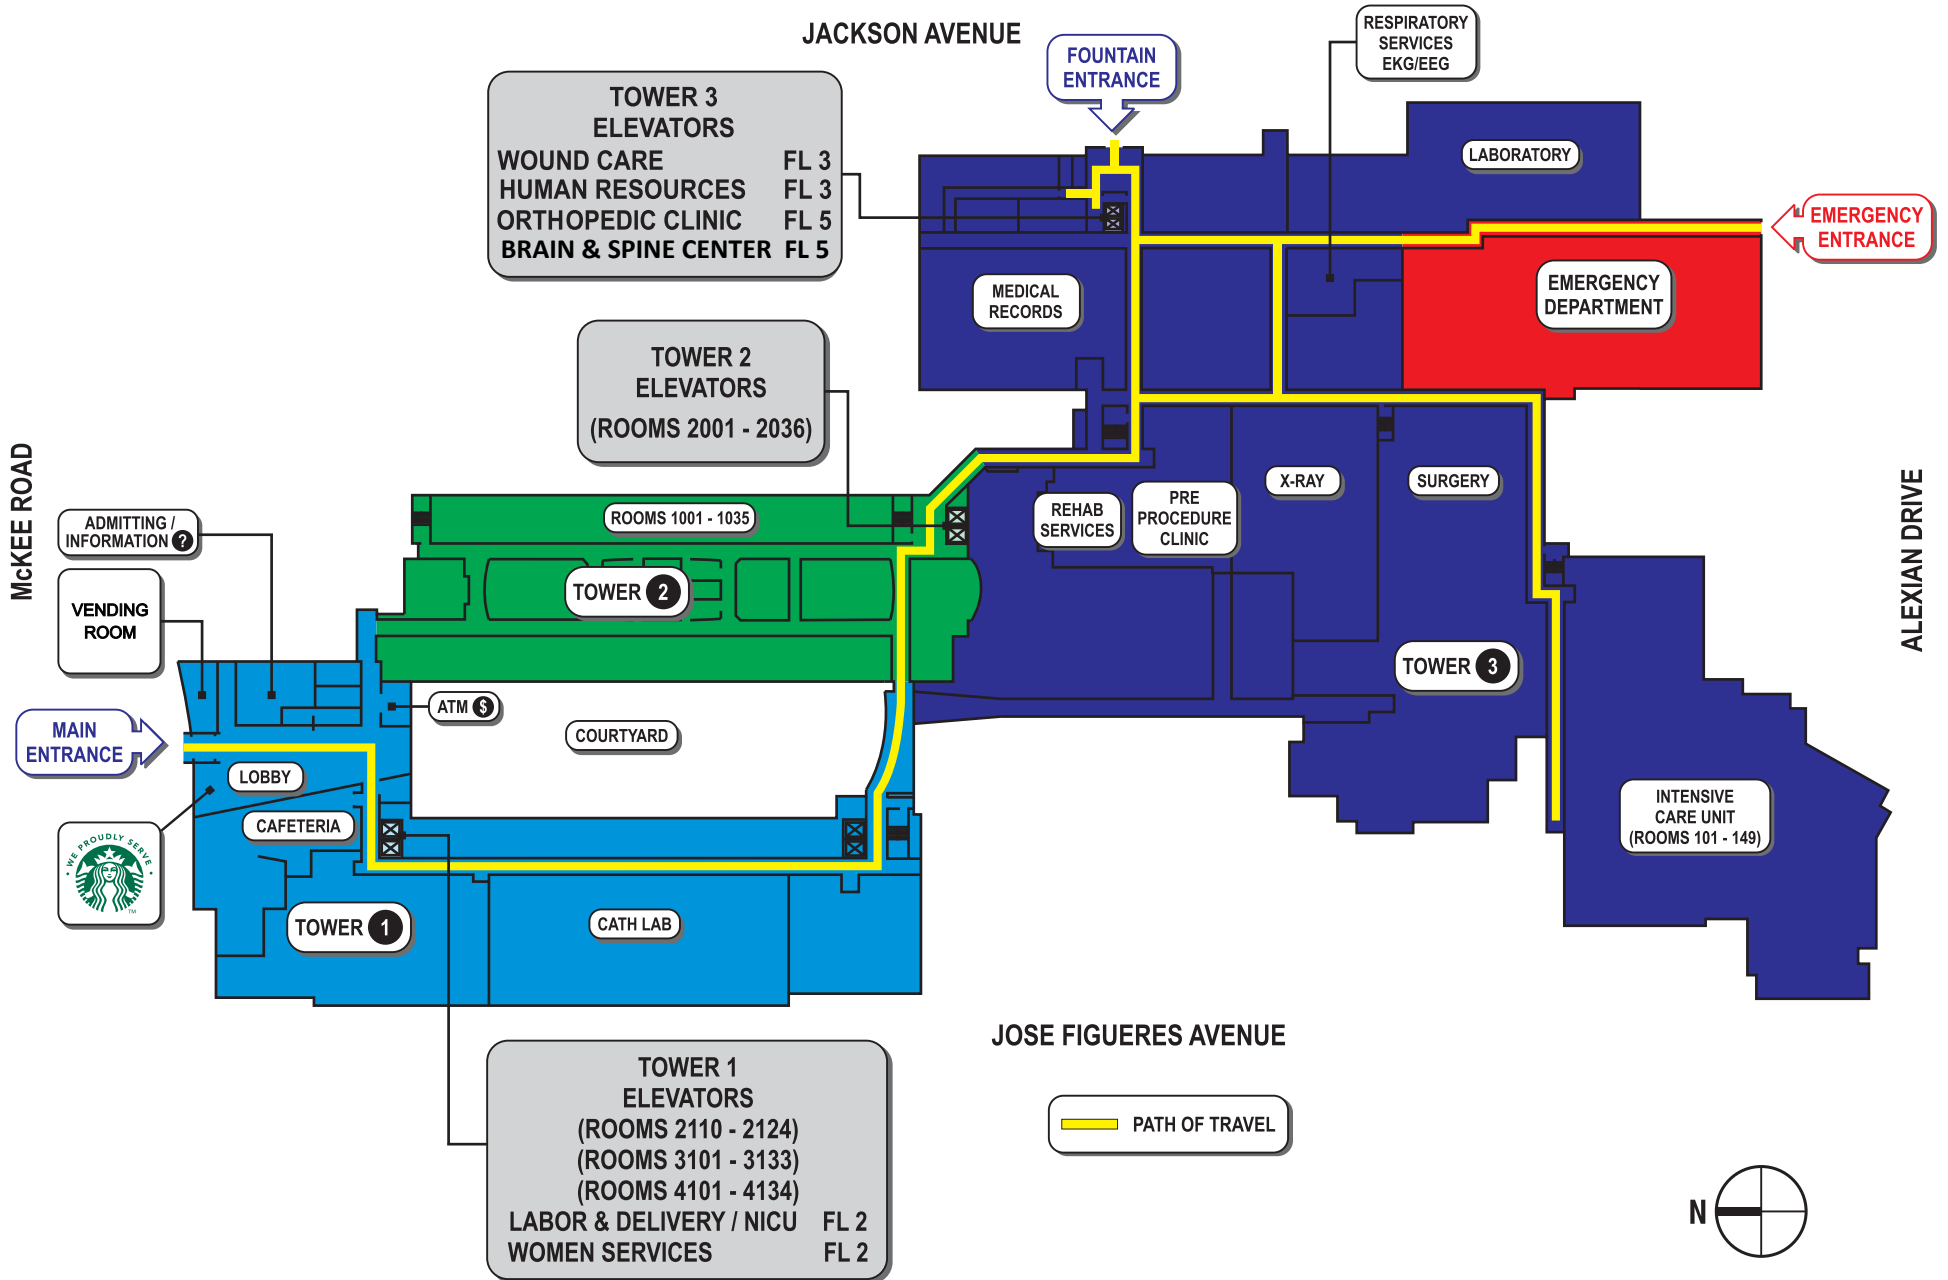 JACKSON AVENUE
FOUNTAIN
ENTRANCE
RESPIRATORY
SERVICES
EKG/EEG
TOWER 3
ELEVATORS
WOUND CARE FL 3
HUMAN RESOURCES FL 3
ORTHOPEDIC CLINIC FL 5
BRAIN & SPINE CENTER FL 5
LABORATORY
EMERGENCY
ENTRANCE
MEDICAL
RECORDS
EMERGENCY
DEPARTMENT
TOWER 2
ELEVATORS
(ROOMS 2001 - 2036)
McKEE ROAD
ALEXIAN DRIVE
ADMITTING /
INFORMATION ?
ROOMS 1001 - 1035
REHAB
SERVICES
PRE
PROCEDURE
CLINIC
X-RAY
SURGERY
VENDING
ROOM
TOWER 2
TOWER 3
ATM $
MAIN
ENTRANCE
COURTYARD
LOBBY
CAFETERIA
INTENSIVE
CARE UNIT
(ROOMS 101 - 149)
WE PROUDLY SERVE
TM
TOWER 1
CATH LAB
JOSE FIGUERES AVENUE
TOWER 1
ELEVATORS
(ROOMS 2110 - 2124)
(ROOMS 3101 - 3133)
(ROOMS 4101 - 4134)
LABOR & DELIVERY / NICU FL 2
WOMEN SERVICES FL 2
PATH OF TRAVEL
N